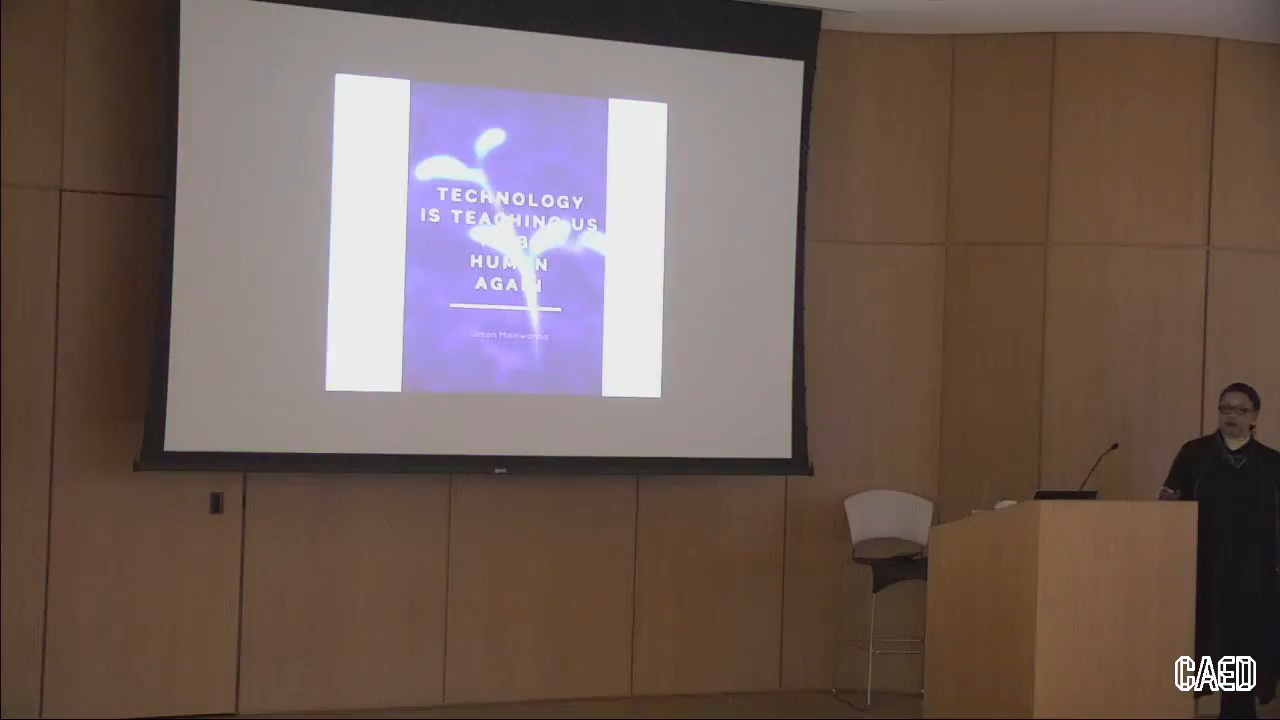 TECHNOLOGY
IS TEACHING US
HUMAN
AGAIN
Simon Mainwaring
CAED